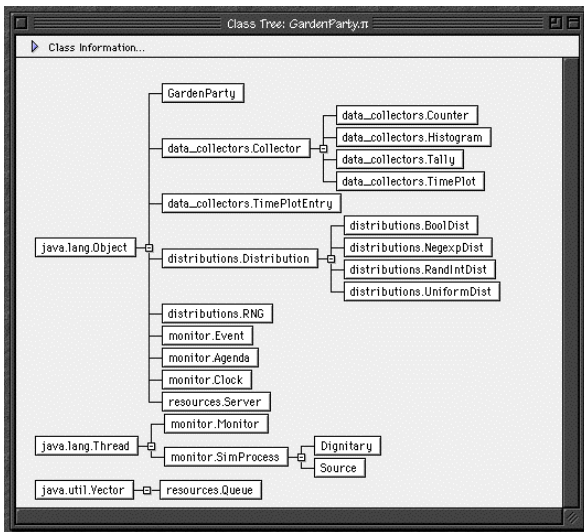 Class Tree: GardenParty.π
Class Information...
GardenParty
data_collectors.Counter
data_collectors.Histogram
data_collectors.Collector
data_collectors.Tally
data_collectors.TimePlot
data_collectors.TimePlotEntry
distributions.BoolDist
java.lang.Object
distributions.NegexpDist
distributions.Distribution
distributions.RandIntDist
distributions.UniformDist
distributions.RNG
monitor.Event
monitor.Agenda
monitor.Clock
resources.Server
monitor.Monitor
java.lang.Thread
Dignitary
monitor.SimProcess
Source
java.util.Vector
resources.Queue